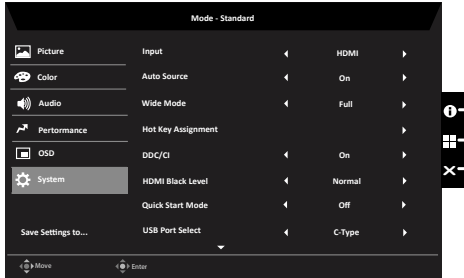 Mode - Standard
Picture
Input
HDMI
Color
Auto Source
On
Audio
Wide Mode
Full
Pertormance
Hot Key Assignment
OSD
DDC/CI
On
System
HDMI Black Level
Normal
Quick Start Mode
Off
Save Settings to...
USB Port Select
C-Type
Move
Enter